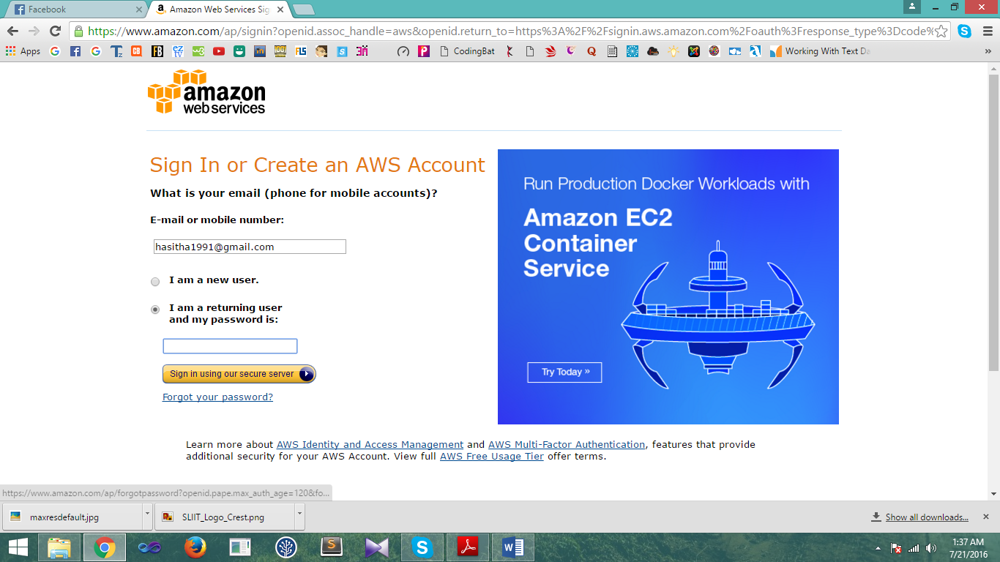 Facebook
Amazon Web Services Sig
https://www.amazon.com/ap/signin?openid.assoc_handle=aws&openid.return_to=https%3A%2F%2Fsignin.aws.amazon.com%2Foauth%3Fresponse_type%3Dcode%
Apps
CodingBat
Working With Text Da
amazon
web services
Sign In or Create an AWS Account
What is your email (phone for mobile accounts)?
E-mail or mobile number:
hasitha1991@gmail.com
I am a new user.
I am a returning user
and my password is:
Sign in using our secure server
Forgot your password?
Run Production Docker Workloads with
Amazon EC2
Container
Service
Try Today »
Learn more about AWS Identity and Access Management and AWS Multi-Factor Authentication, features that provide
additional security for your AWS Account. View full AWS Free Usage Tier offer terms.
https://www.amazon.com/ap/forgotpassword?openid.pape.max_auth_age=120&fo...
maxresdefault.jpg
SLIIT_Logo_Crest.png
Show all downloads...
1:37 AM
7/21/2016